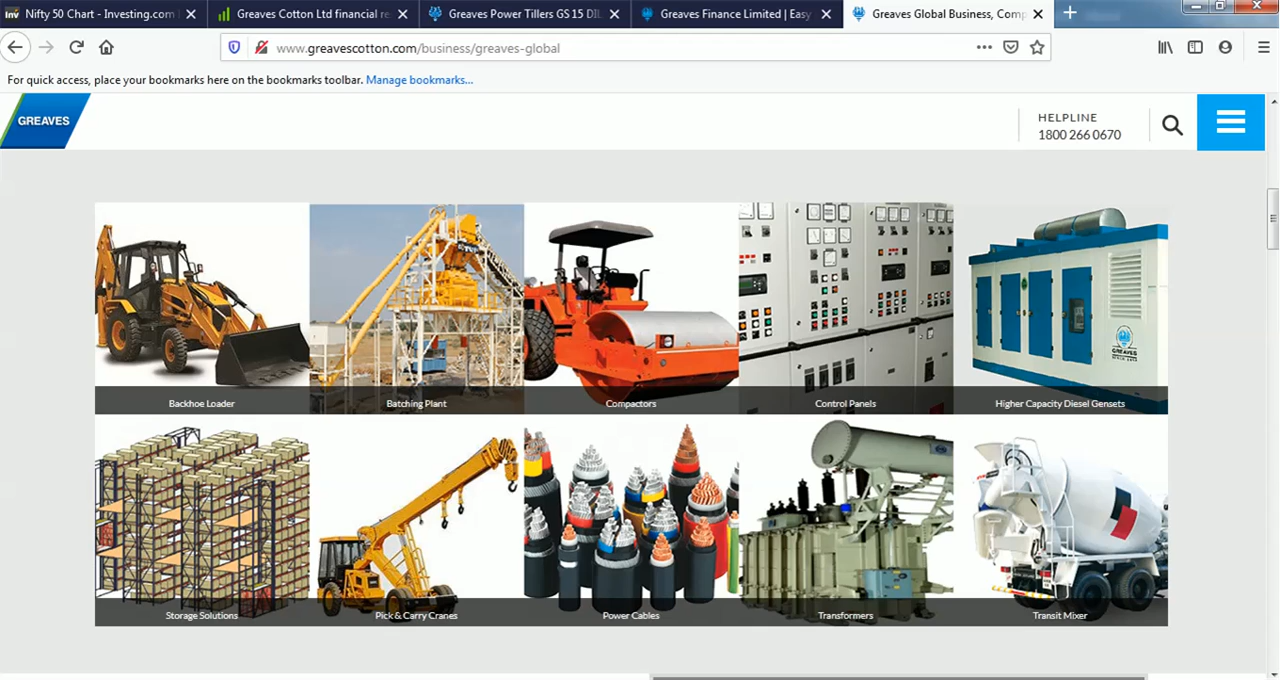 Nifty 50 Chart - Investing.com
Greaves Cotton Ltd financial re
Greaves Power Tillers GS 15 DIL
Greaves Finance Limited | Easy
Greaves Global Business, Comp
www.greavescotton.com/business/greaves-global
For quick access, place your bookmarks here on the bookmarks toolbar. Manage bookmarks...
GREAVES
HELPLINE
1800 266 0670
GREAVES
Backhoe Loader
Batching Plant
Compactors
Control Panels
Higher Capacity Diesel Gensets
Storage Solutions
Pick & Carry Cranes
Power Cables
Transformers
Transit Mixer